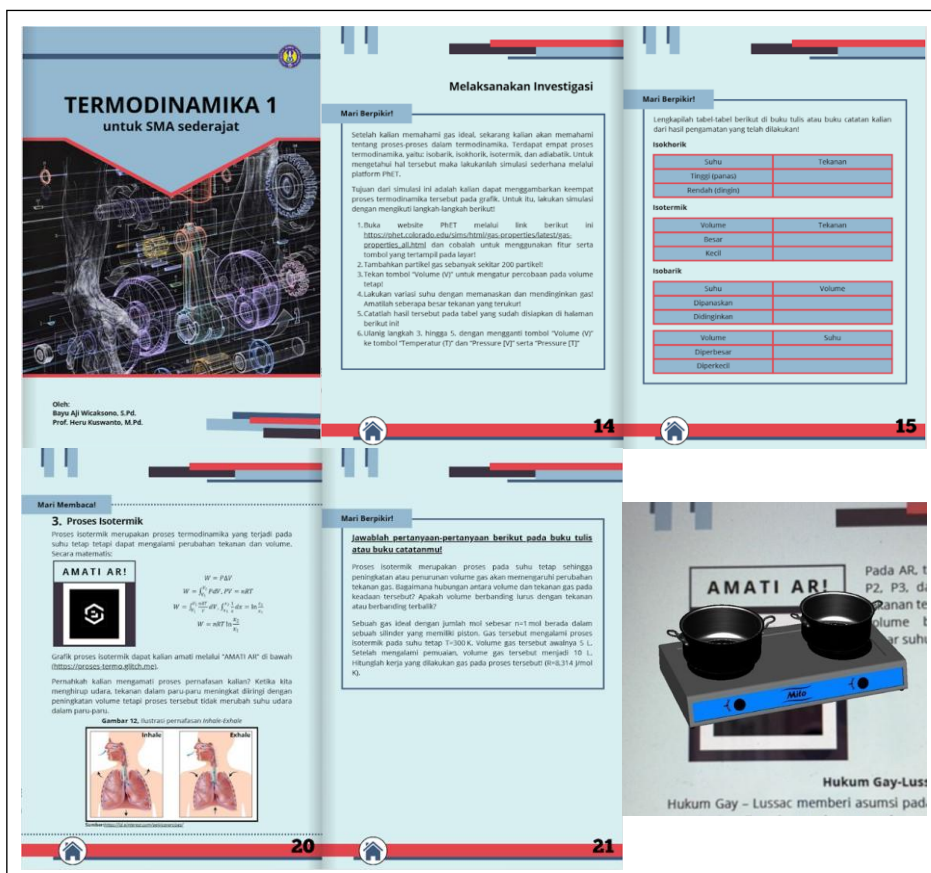 TERMODINAMIKA 1
untuk SMA sederajat
Oleh:
Bayu Aji Wicaksono, S.Pd.
Prof. Heru Kuswanto, M.Pd.
Melaksanakan Investigasi
Mari Berpikir!
Setelah kalian memahami gas ideal, sekarang kalian akan memahami
tentang proses-proses dalam termodinamika. Terdapat empat proses
termodinamika, yaitu: isobarik, isokhorik, isotermik, dan adiabatik. Untuk
mengetahui hal tersebut maka lakukanlah simulasi sederhana melalui
platform PhET.
Tujuan dari simulasi ini adalah kalian dapat menggambarkan keempat
proses termodinamika tersebut pada grafik. Untuk itu, lakukan simulasi
dengan mengikuti langkah-langkah berikut!
1. Buka website PhET melalui link berikut ini
https://phet.colorado.edu/sims/html/gas-properties/latest/gas-
properties_all.html dan cobalah untuk menggunakan fitur serta
tombol yang tertampil pada layar!
2. Tambahkan partikel gas sebanyak sekitar 200 partikel!
3. Tekan tombol "Volume (V)" untuk mengatur percobaan pada volume
tetap!
4. Lakukan variasi suhu dengan memanaskan dan mendinginkan gas!
Amatilah seberapa besar tekanan yang terukur!
5. Catatlah hasil tersebut pada tabel yang sudah disiapkan di halaman
berikut ini!
6. Ulangi langkah 3, hingga 5, dengan mengganti tombol "Volume (V)"
ke tombol "Temperatur (T)" dan "Pressure [V]" serta "Pressure [T]"
14
Mari Berpikir!
Lengkapilah tabel-tabel berikut di buku tulis atau buku catatan kalian
dari hasil pengamatan yang telah dilakukan!
Isokhorik
Suhu Tekanan
Tinggi (panas)
Rendah (dingin)
Isotermik
Volume Tekanan
Besar
Kecil
Isobarik
Suhu Volume
Dipanaskan
Didinginkan
Volume Suhu
Diperbesar
Diperkecil
15
Mari Membaca!
3. Proses Isotermik
Proses isotermik merupakan proses termodinamika yang terjadi pada
suhu tetap tetapi dapat mengalami perubahan tekanan dan volume.
Secara matematis:
AMATI AR!
W = PΔV
Grafik proses isotermik dapat kalian amati melalui "AMATI AR" di bawah
(https://proses-termo.glitch.me).
Pernahkah kalian mengamati proses pernafasan kalian? Ketika kita
menghirup udara, tekanan dalam paru-paru meningkat diiringi dengan
peningkatan volume tetapi proses tersebut tidak merubah suhu udara
dalam paru-paru.
Gambar 12, Ilustrasi pernafasan Inhale-Exhale
Inhale
Exhale
20
Mari Berpikir!
Jawablah pertanyaan-pertanyaan berikut pada buku tulis
atau buku catatanmu!
Proses isotermik merupakan proses pada suhu tetap sehingga
peningkatan atau penurunan volume gas akan memengaruhi perubahan
tekanan gas. Bagaimana hubungan antara volume dan tekanan gas pada
keadaan tersebut? Apakah volume berbanding lurus dengan tekanan
atau berbanding terbalik?
Sebuah gas ideal dengan jumlah mol sebesar n=1 mol berada dalam
sebuah silinder yang memiliki piston. Gas tersebut mengalami proses
isotermik pada suhu tetap T=300 K. Volume gas tersebut awalnya 5 L.
Setelah mengalami pemuaian, volume gas tersebut menjadi 10 L.
Hitunglah kerja yang dilakukan gas pada proses tersebut! (R=8,314 J/mol
K).
21
AMATI AR!
Pada AR, t
P2, P3, da
Mito
Hukum Gay-Luss
Hukum Gay – Lussac memberi asumsi pada